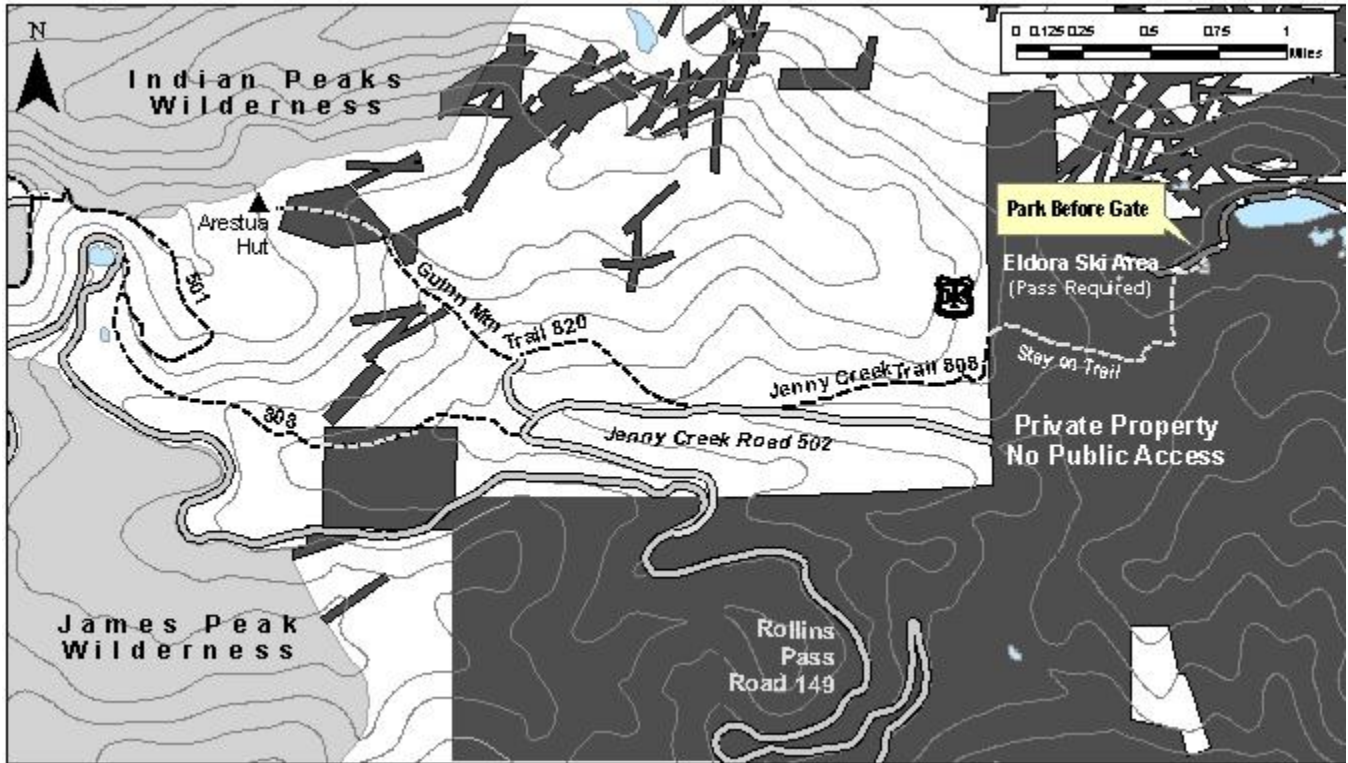 N
0 0.125 0.25 0.5 0.75 1
Miles
Indian Peaks
Wilderness
Park Before Gate
Arestua
Hut
Eldora Ski Area
(Pass Required)
501
Guinn Mtn
Trail 820
Stay on Trail
Jenny Creek Trail 808
803
Jenny Creek Road 502
Private Property
No Public Access
James Peak
Wilderness
Rollins
Pass
Road 149